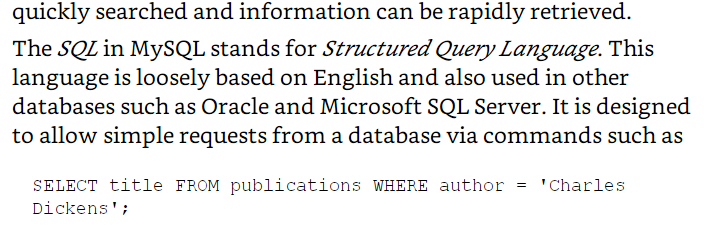 quickly searched and information can be rapidly retrieved.
The SQL in MySQL stands for Structured Query Language. This
language is loosely based on English and also used in other
databases such as Oracle and Microsoft SQL Server. It is designed
to allow simple requests from a database via commands such as
SELECT title FROM publications WHERE author = 'Charles
Dickens';